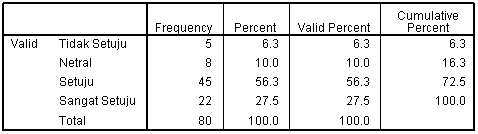 Frequency Percent Valid Percent Cumulative Percent
Valid Tidak Setuju 5 6.3 6.3 6.3
Netral 8 10.0 10.0 16.3
Setuju 45 56.3 56.3 72.5
Sangat Setuju 22 27.5 27.5 100.0
Total 80 100.0 100.0